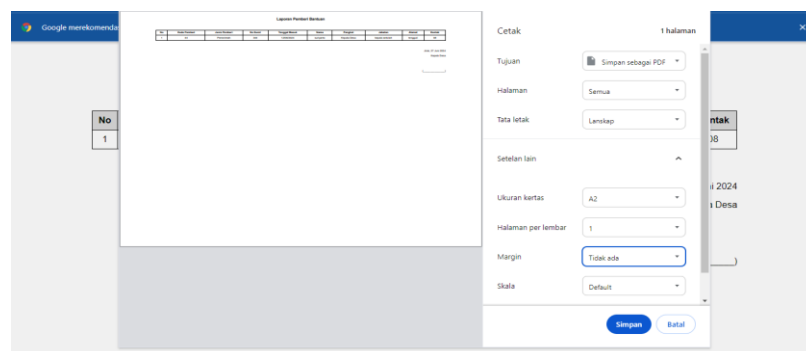 Google merekomenda
Laporan Pemberi Bantuan
Cetak
1 halaman
Tujuan
Simpan sebagai PDF
Halaman
Semua
Tata letak
Lanskap
Setelan lain
Ukuran kertas
A2
Halaman per lembar
1
Margin
Tidak ada
Skala
Default
Simpan
Batal
No
ntak
1
08
ni 2024
a Desa